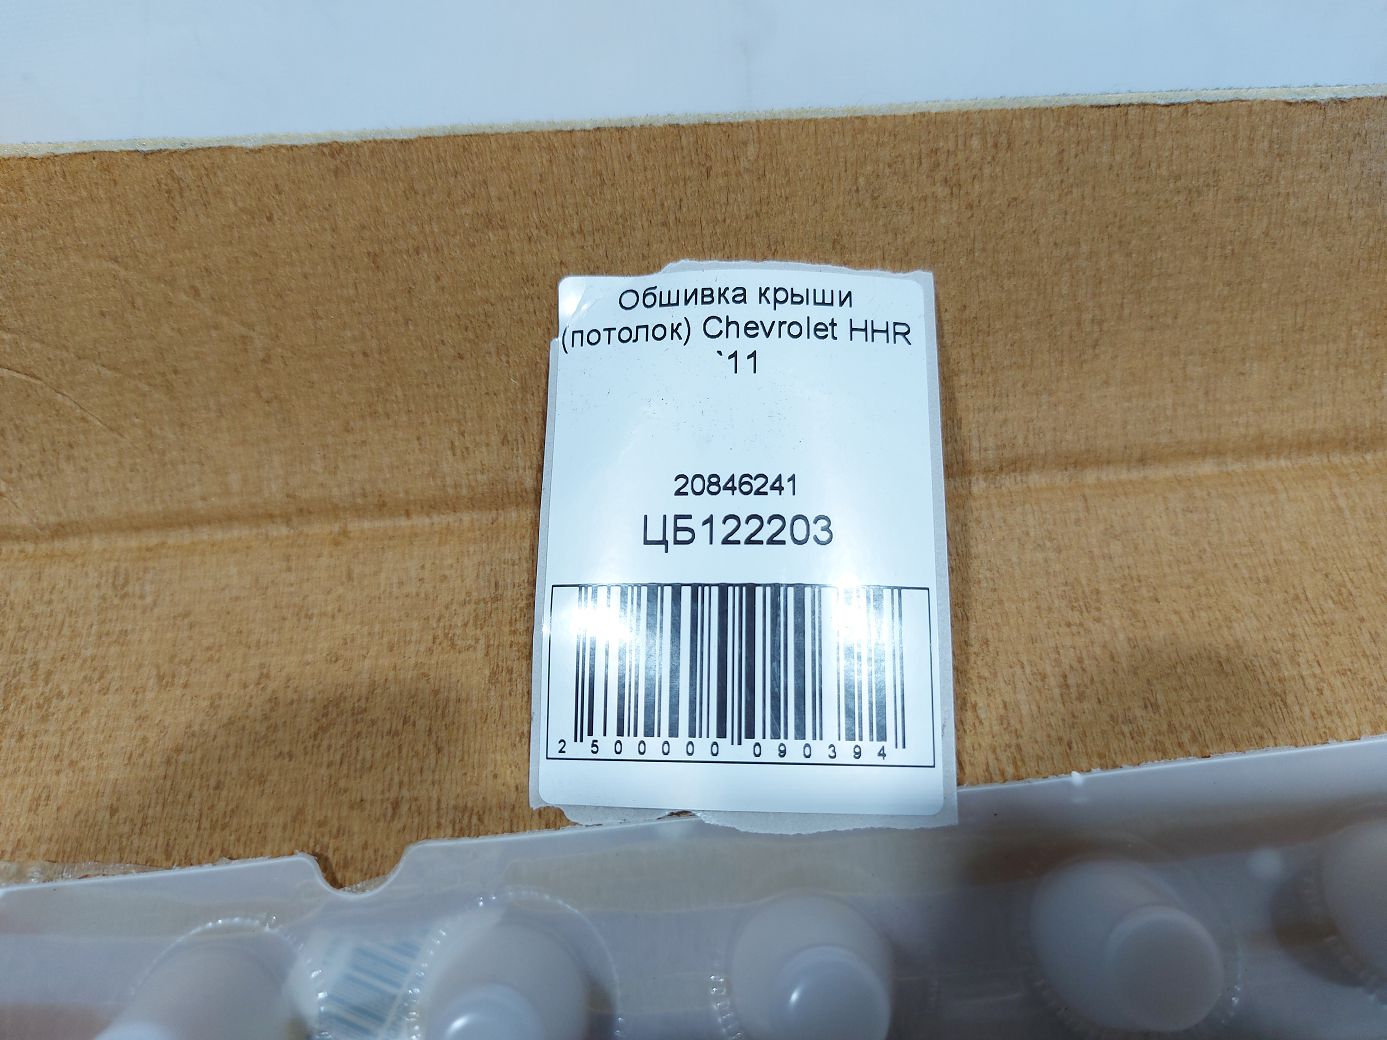 Обшивка крыши
(потолок) Chevrolet HHR
`11
20846241
ЦБ122203
2 500000 090394